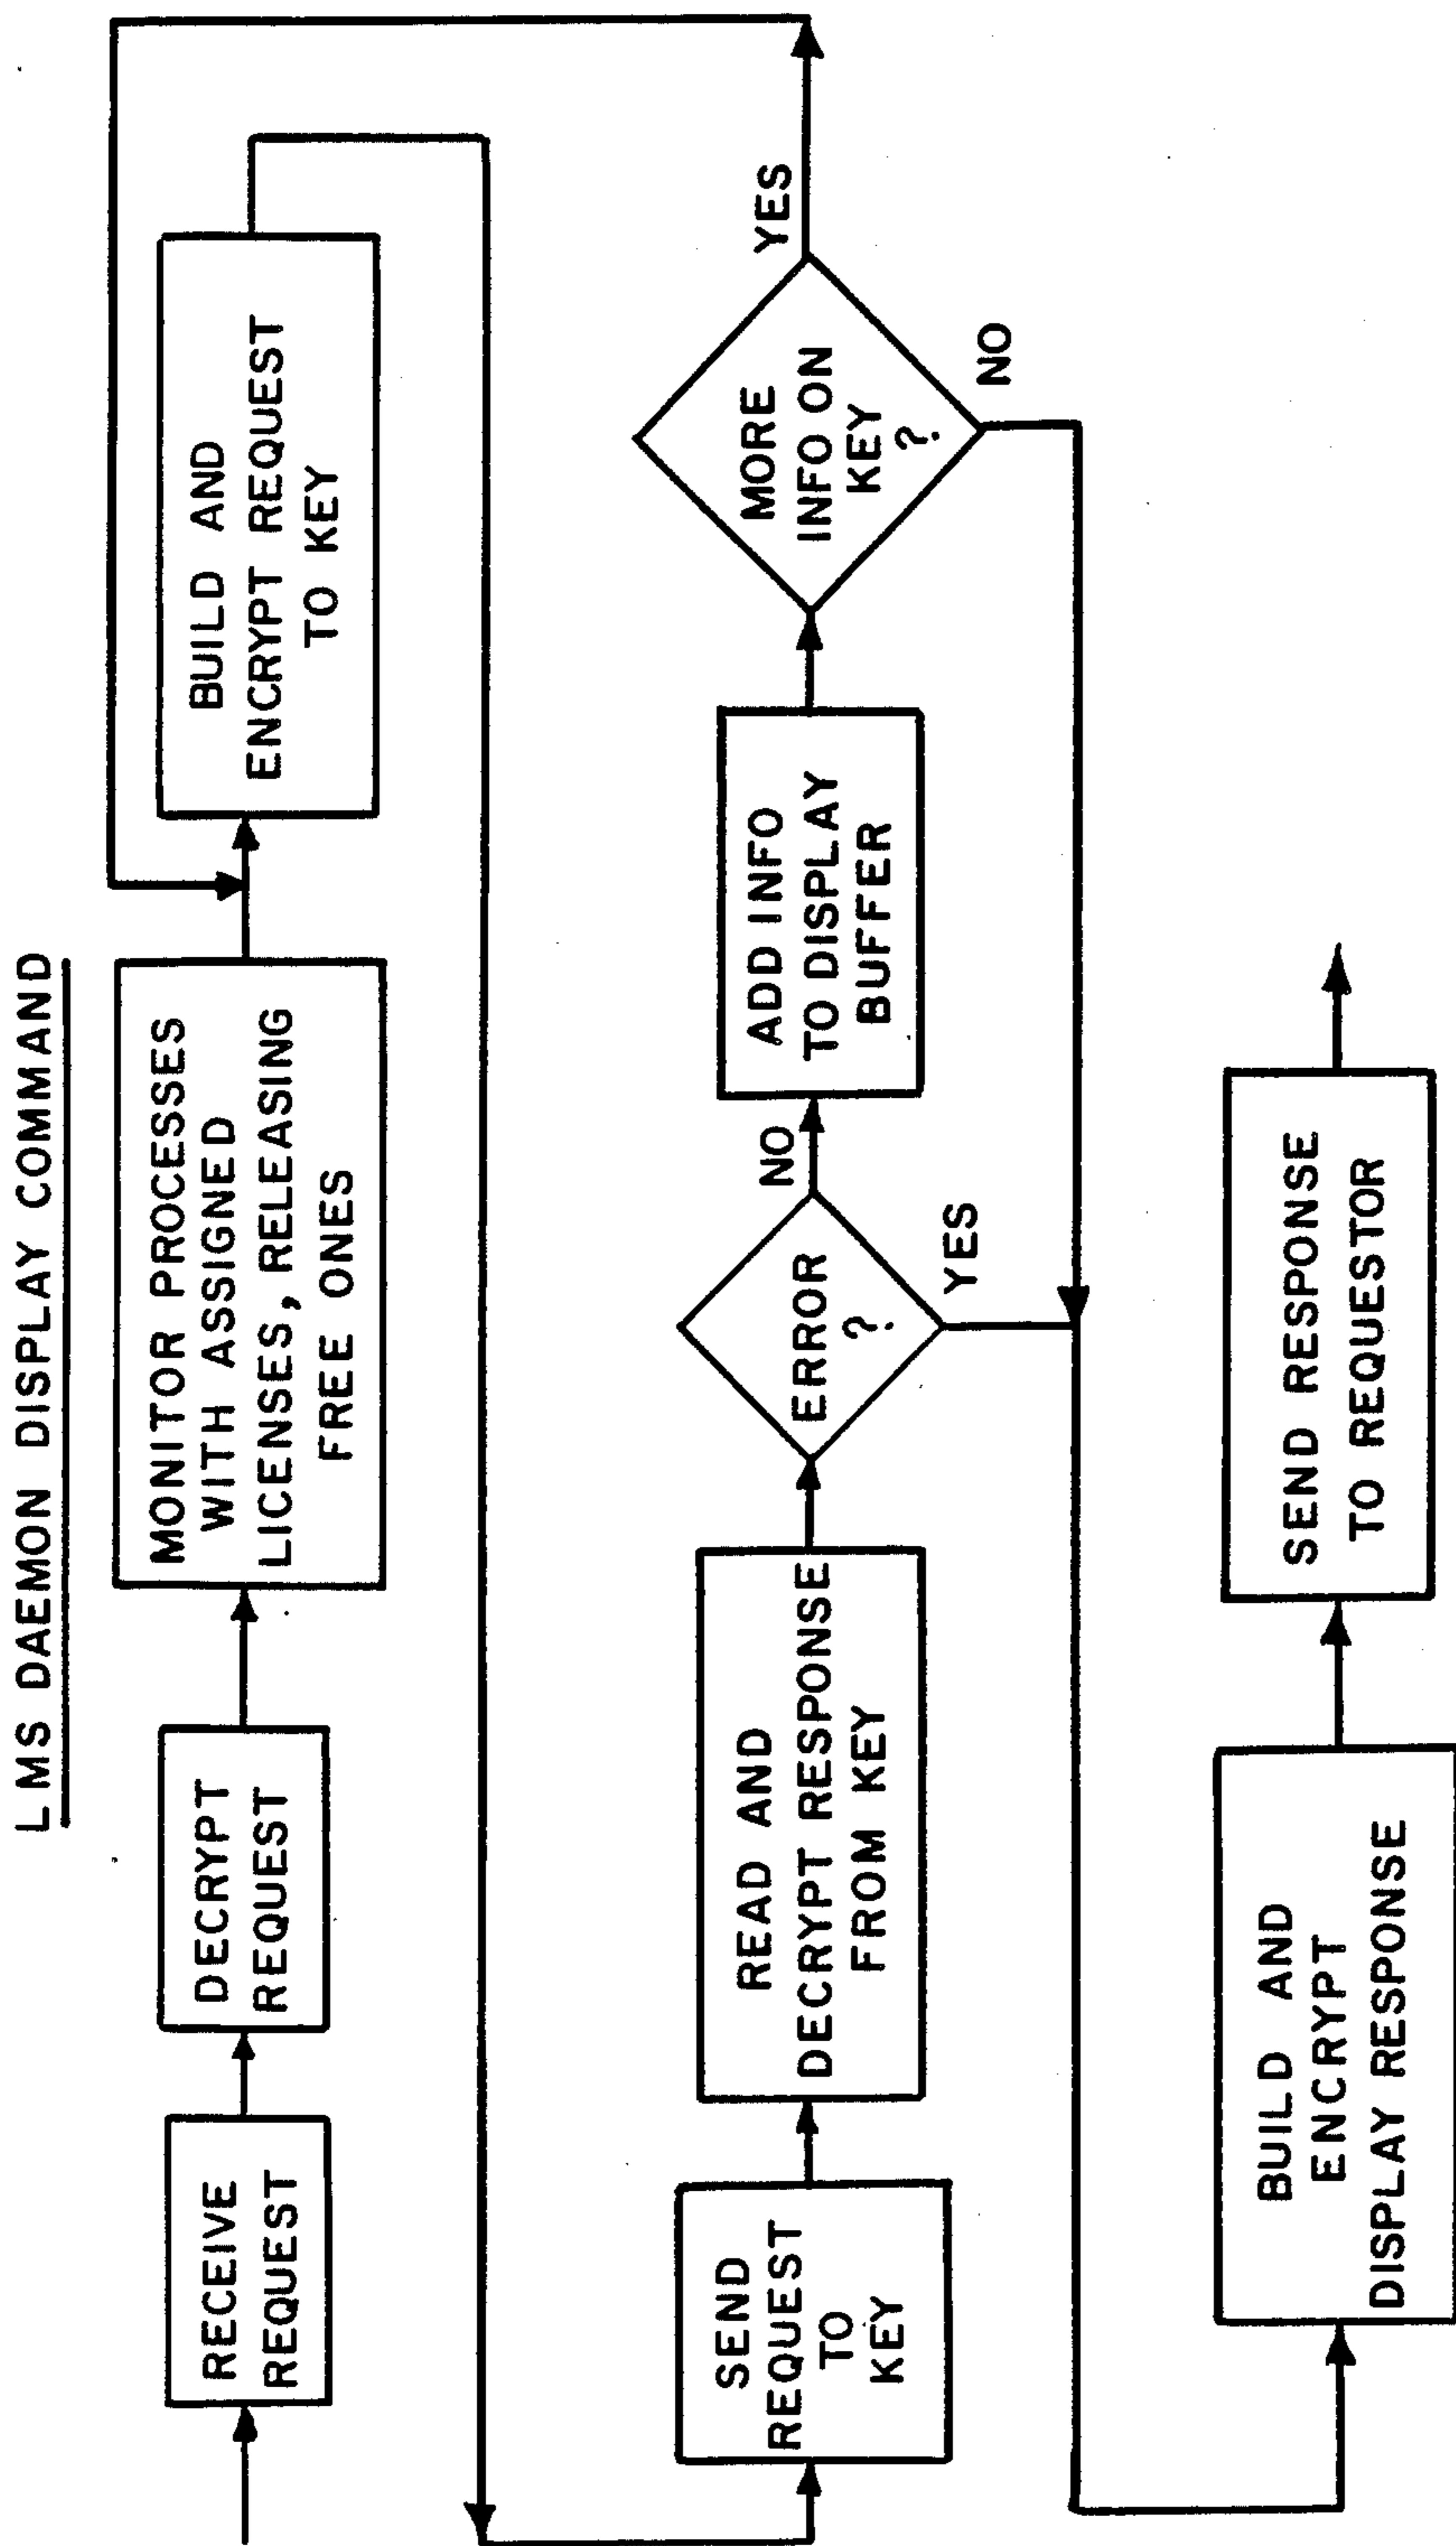 LMS DAEMON DISPLAY COMMAND
RECEIVE
REQUEST
DECRYPT
REQUEST
MONITOR PROCESSES
WITH ASSIGNED
LICENSES, RELEASING
FREE ONES
BUILD AND
ENCRYPT REQUEST
TO KEY
SEND
REQUEST
TO
KEY
READ AND
DECRYPT RESPONSE
FROM KEY
ERROR
?
NO
YES
ADD INFO
TO DISPLAY
BUFFER
MORE
INFO ON
KEY
?
YES
NO
BUILD AND
ENCRYPT
DISPLAY RESPONSE
SEND RESPONSE
TO REQUESTOR